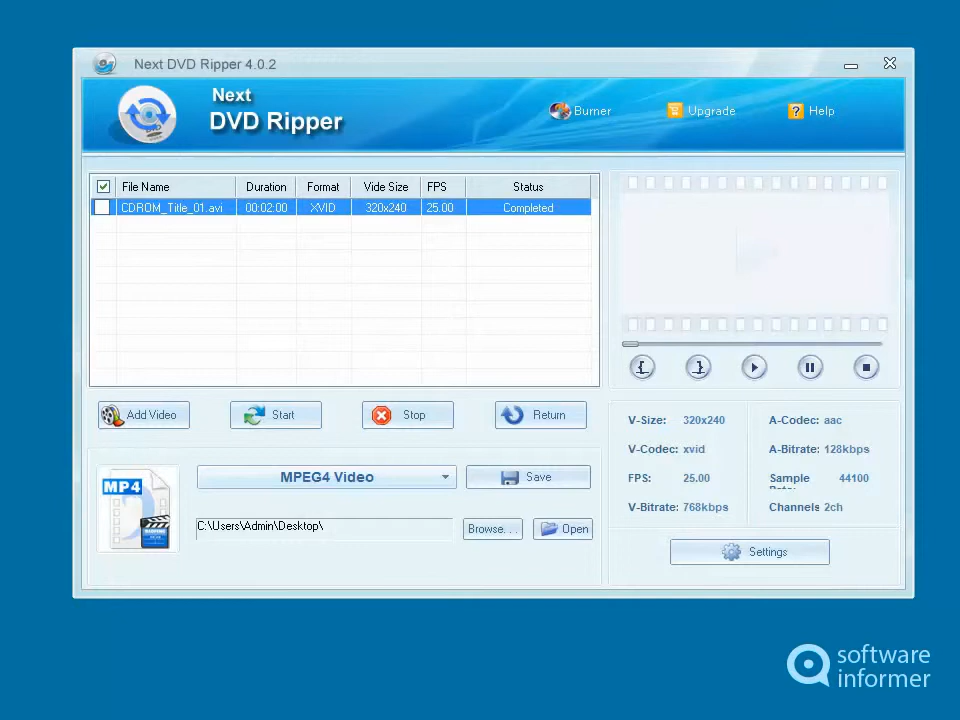 Next DVD Ripper 4.0.2
Next
DVD Ripper
Burner
Upgrade
? Help
File Name Duration Format Vide Size FPS Status
CDROM_Title_01.avi 00:02:00 XVID 320x240 25.00 Completed
Add Video Start Stop Return
MP4
MPEG4 Video
Save
C:\Users\Admin\Desktop\
Browse... Open
V-Size: 320x240 A-Codec: aac
V-Codec: xvid A-Bitrate: 128kbps
FPS: 25.00 Sample Rate: 44100
V-Bitrate: 768kbps Channels 2ch
Settings
software
informer